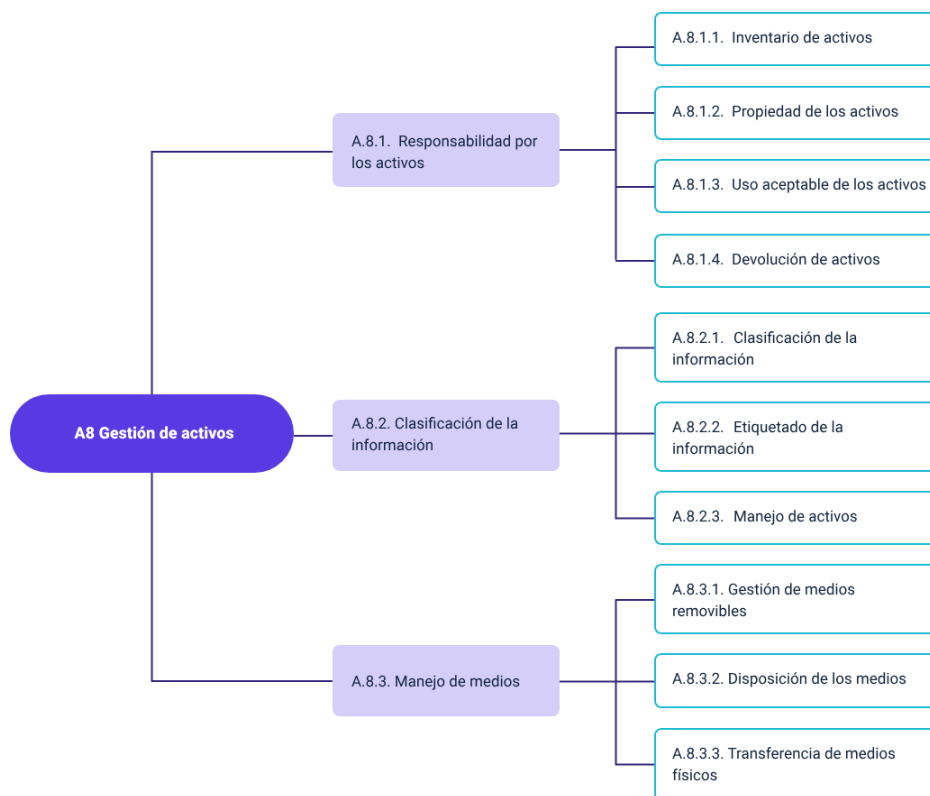 A8 Gestión de activos
A.8.1. Responsabilidad por
los activos
A.8.1.1. Inventario de activos
A.8.1.2. Propiedad de los activos
A.8.1.3. Uso aceptable de los activos
A.8.1.4. Devolución de activos
A.8.2. Clasificación de la
información
A.8.2.1. Clasificación de la
información
A.8.2.2. Etiquetado de la
información
A.8.2.3. Manejo de activos
A.8.3. Manejo de medios
A.8.3.1. Gestión de medios
removibles
A.8.3.2. Disposición de los medios
A.8.3.3. Transferencia de medios
físicos